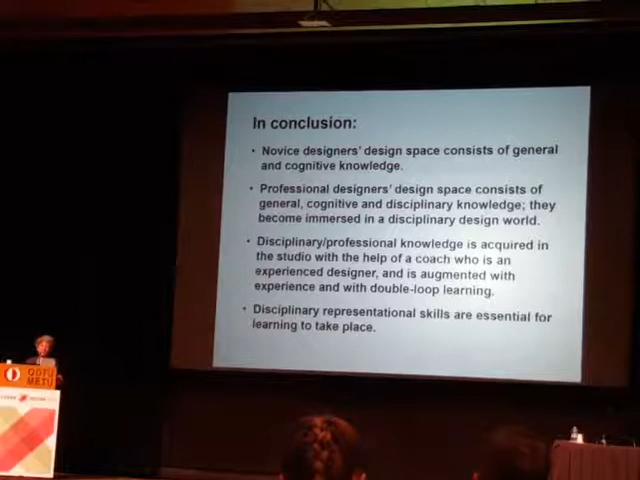 In conclusion:
• Novice designers' design space consists of general
and cognitive knowledge.
• Professional designers' design space consists of
general, cognitive and disciplinary knowledge; they
become immersed in a disciplinary design world.
• Disciplinary/professional knowledge is acquired in
the studio with the help of a coach who is an
experienced designer, and is augmented with
experience and with double-loop learning.
• Disciplinary representational skills are essential for
learning to take place.
ODTÜ
METU